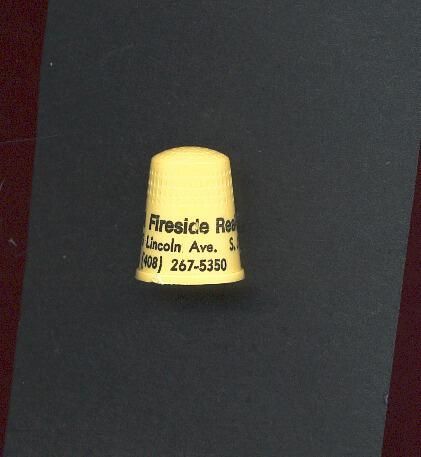 Fireside Rea
Lincoln Ave. S.
(408) 267-5350